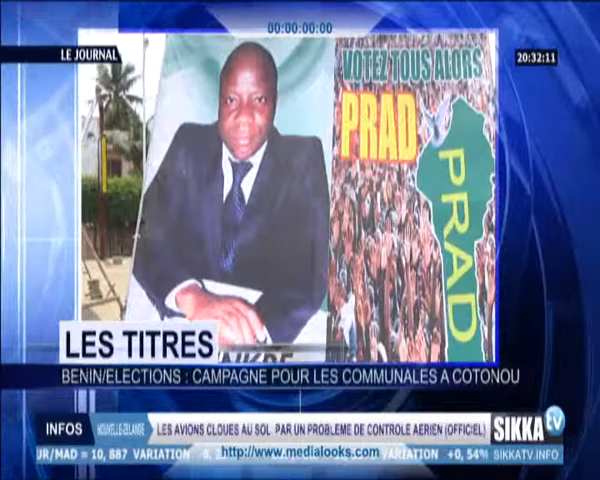 00:00:00:00
LE JOURNAL
20:32:11
VOTEZ TOUS ALORS
PRAD
PRAD
LES TITRES
BENIN/ELECTIONS : CAMPAGNE POUR LES COMMUNALES A COTONOU
INFOS
NOUVELLE-ZELANDE
LES AVIONS CLOUES AU SOL PAR UN PROBLEME DE CONTROLE AERIEN (OFFICIEL)
SIKKA tv
UR/MAD = 10, 887 VARIATION
http://www.medialooks.com
VARIATION +0, 54%
SIKKATV.INFO